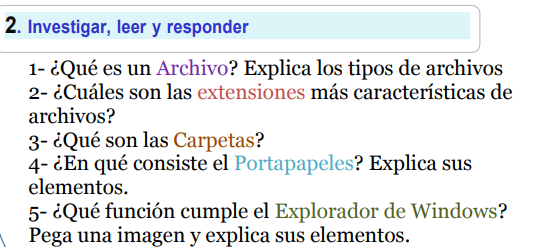 2. Investigar, leer y responder
1- ¿Qué es un Archivo? Explica los tipos de archivos
2- ¿Cuáles son las extensiones más características de
archivos?
3- ¿Qué son las Carpetas?
4- ¿En qué consiste el Portapapeles? Explica sus
elementos.
5- ¿Qué función cumple el Explorador de Windows?
Pega una imagen y explica sus elementos.